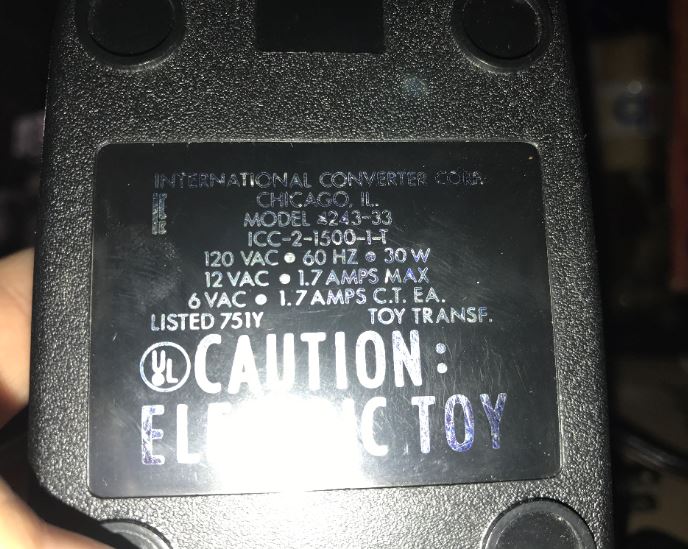 INTERNATIONAL CONVERTER CORP.
CHICAGO, IL.
MODEL 4243-33
ICC-2-1500-1-T
120 VAC • 60 HZ • 30 W
12 VAC • 1.7 AMPS MAX
6 VAC • 1.7 AMPS C.T. EA.
LISTED 751Y TOY TRANSF.
UL CAUTION:
TOY